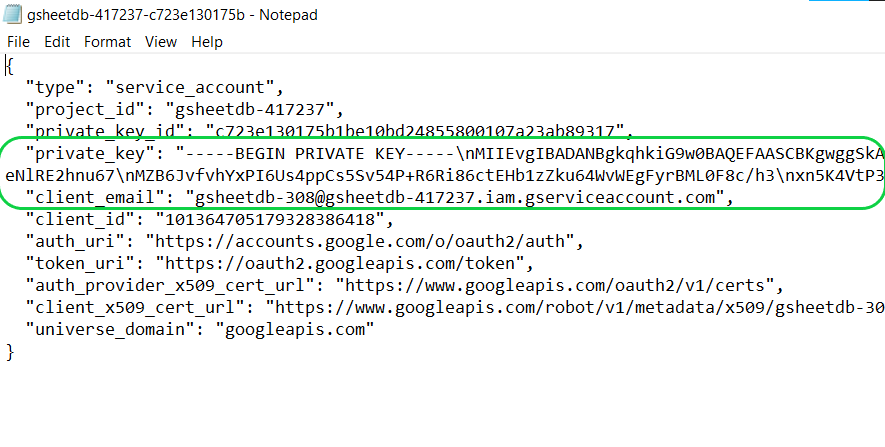 gsheetdb-417237-c723e130175b - Notepad
File Edit Format View Help
{
"type": "service_account",
"project_id": "gsheetdb-417237",
"private_key_id": "c723e130175b1be10bd24855800107a23ab89317",
"private_key": "-----BEGIN PRIVATE KEY-----\nMIIEvgIBADANBgkqhkiG9w0BAQEFAASCBKgwggSkA
eNlRE2hnu67\nMZB6JvfvhYxPI6Us4ppCs5Sv54P+R6Ri86ctEHb1zZku64WvWEgFyrBML0F8c/h3\nxn5K4VtP3
"client_email": "gsheetdb-308@gsheetdb-417237.iam.gserviceaccount.com",
"client_id": "101364705179328386418",
"auth_uri": "https://accounts.google.com/o/oauth2/auth",
"token_uri": "https://oauth2.googleapis.com/token",
"auth_provider_x509_cert_url": "https://www.googleapis.com/oauth2/v1/certs",
"client_x509_cert_url": "https://www.googleapis.com/robot/v1/metadata/x509/gsheetdb-30
"universe_domain": "googleapis.com"
}